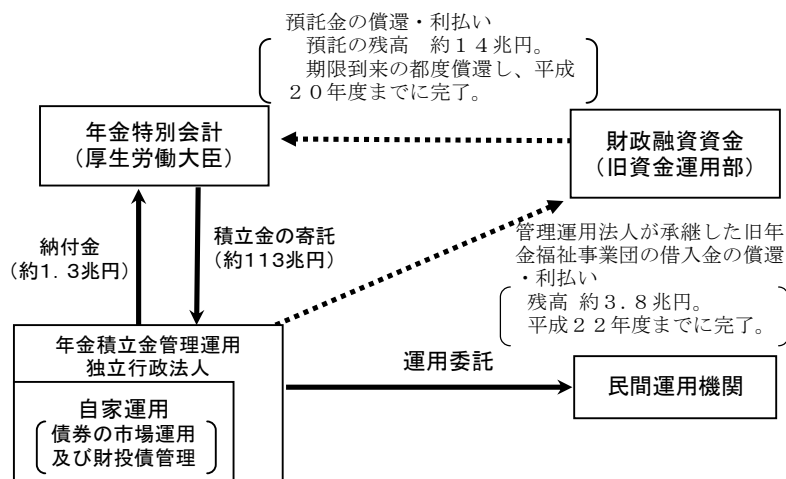 預託金の償還・利払い
預託の残高　約１４兆円。
期限到来の都度償還し、平成
２０年度までに完了。
年金特別会計
（厚生労働大臣）
財政融資資金
（旧資金運用部）
納付金
（約1．3兆円）
積立金の寄託
（約113兆円）
管理運用法人が承継した旧年
金福祉事業団の借入金の償還
・利払い
残高 約３.８兆円。
平成２２年度までに完了。
年金積立金管理運用
独立行政法人
自家運用
債券の市場運用
及び財投債管理
運用委託
民間運用機関